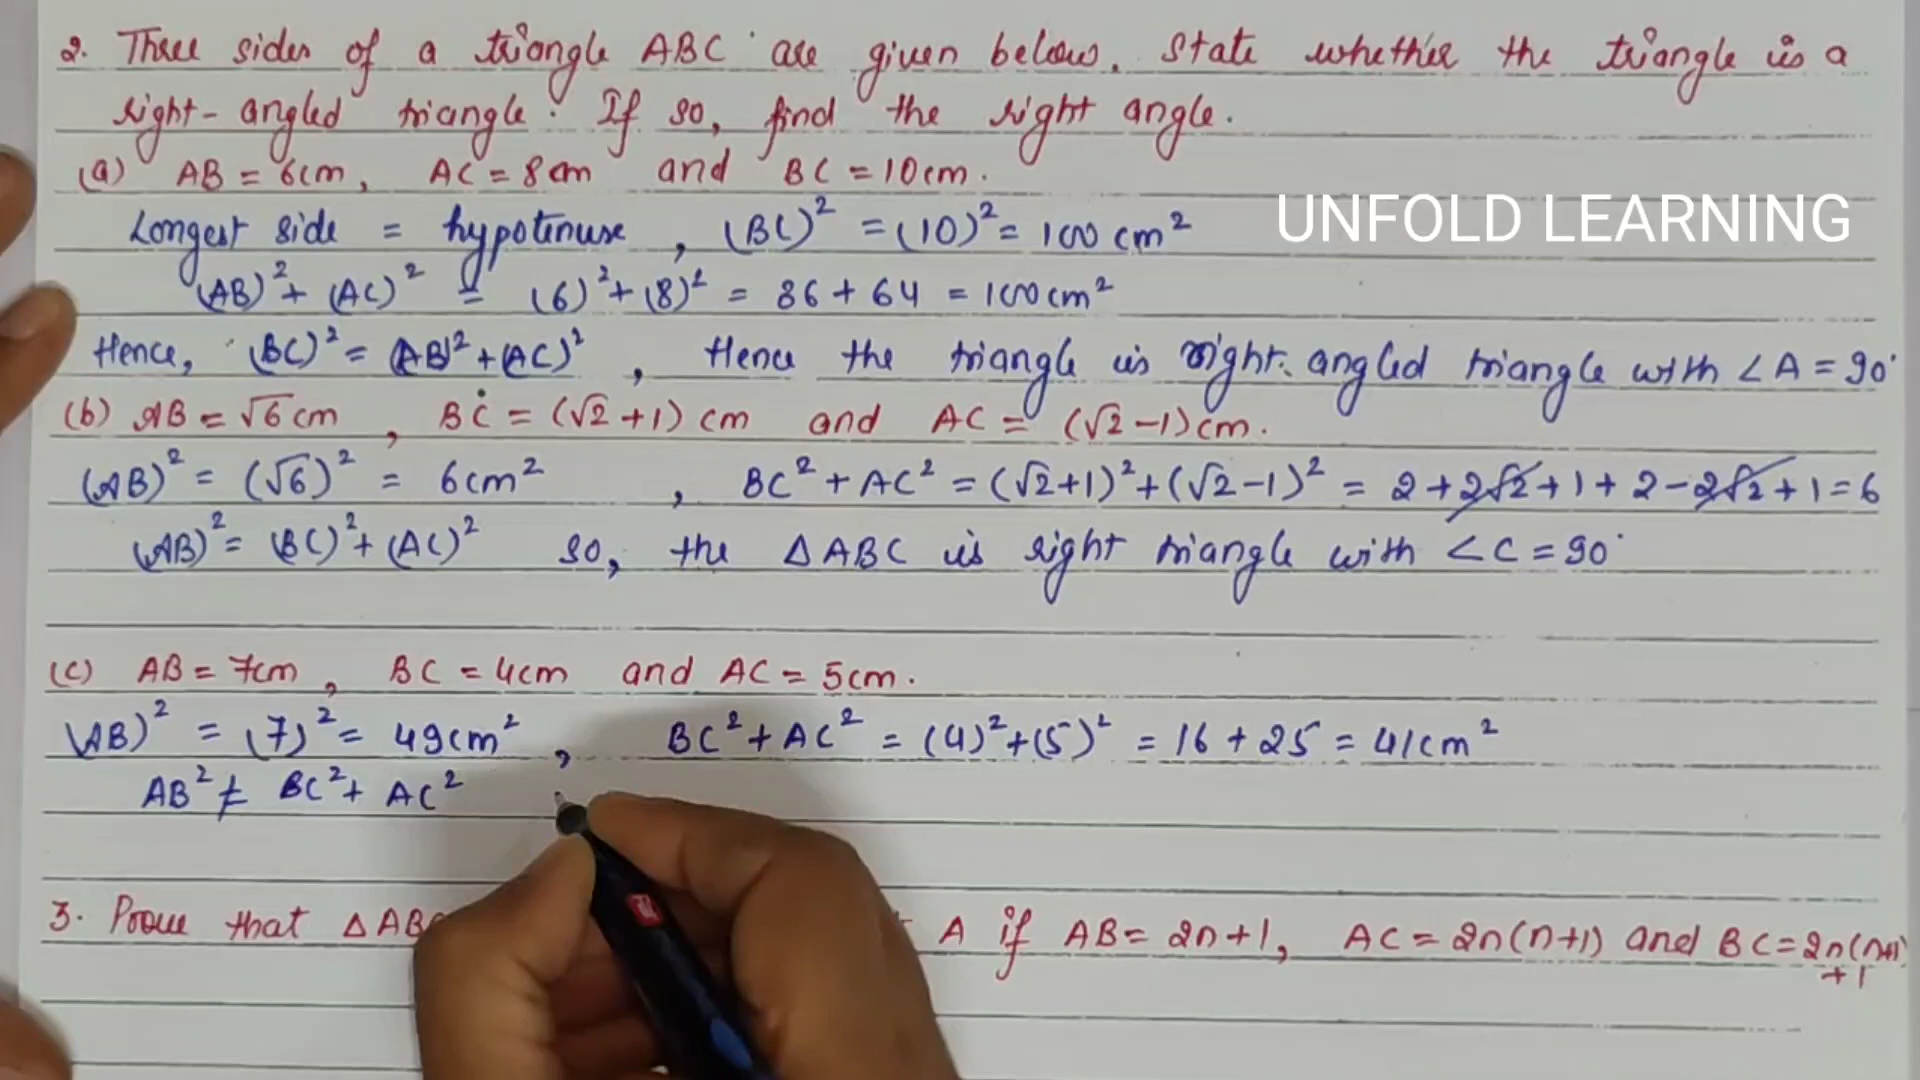 2. Three sides of a triangle ABC are given below. State whether the triangle is a
right-angled triangle. If so, find the right angle.
(a) AB = 6cm, AC = 8cm and BC = 10cm.
UNFOLD LEARNING
Longest side = hypotenuse, (BC)² = (10)² = 100 cm²
(AB)² + (AC)² = (6)² + (8)² = 36 + 64 = 100cm²
Hence, (BC)² = (AB)² + (AC)², Hence the triangle is right-angled triangle with ∠A = 90°
(b) AB = √6 cm, BC = (√2 + 1) cm and AC = (√2 - 1) cm.
(AB)² = (√6)² = 6cm², BC² + AC² = (√2+1)² + (√2-1)² = 2 + 2√2 + 1 + 2 - 2√2 + 1 = 6
(AB)² = (BC)² + (AC)² so, the △ABC is right triangle with ∠C = 90°
(c) AB = 7cm, BC = 4cm and AC = 5cm.
(AB)² = (7)² = 49cm², BC² + AC² = (4)² + (5)² = 16 + 25 = 41cm²
AB² ≠ BC² + AC²
3. Prove that △AB A if AB = 2n+1, AC = 2n(n+1) and BC = 2n(n+1)
+1